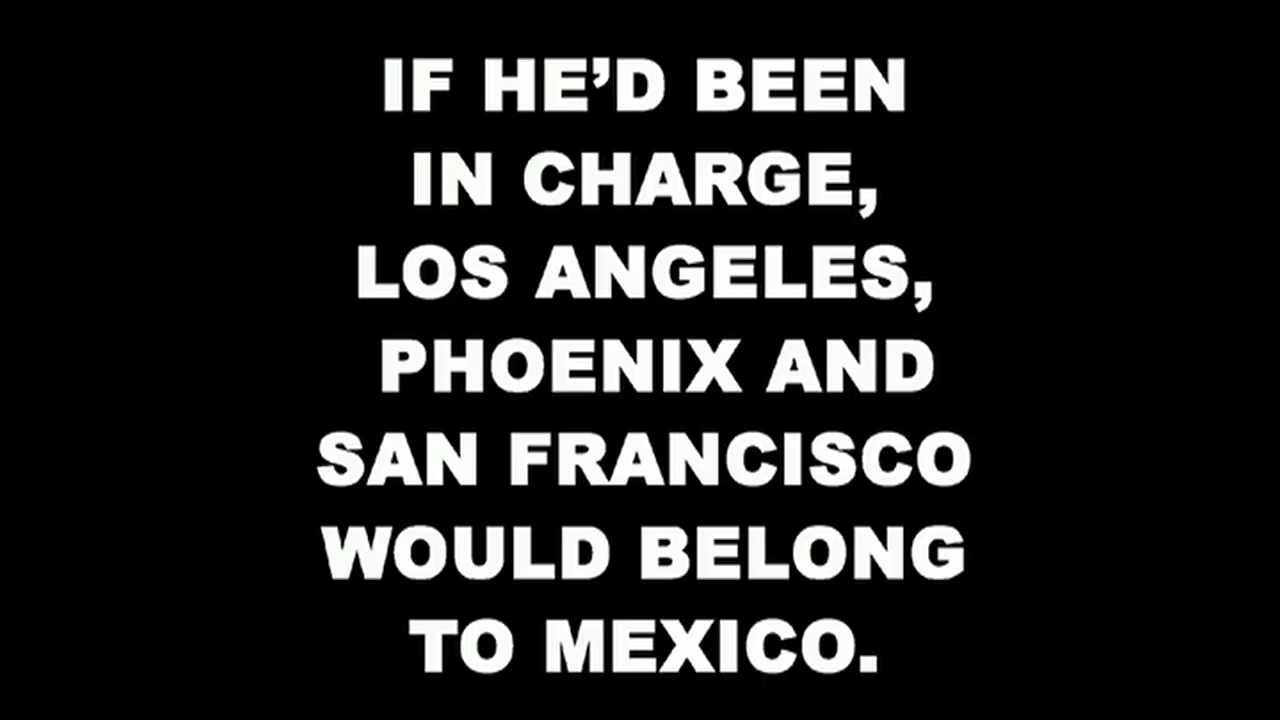 IF HE’D BEEN
IN CHARGE,
LOS ANGELES,
PHOENIX AND
SAN FRANCISCO
WOULD BELONG
TO MEXICO.